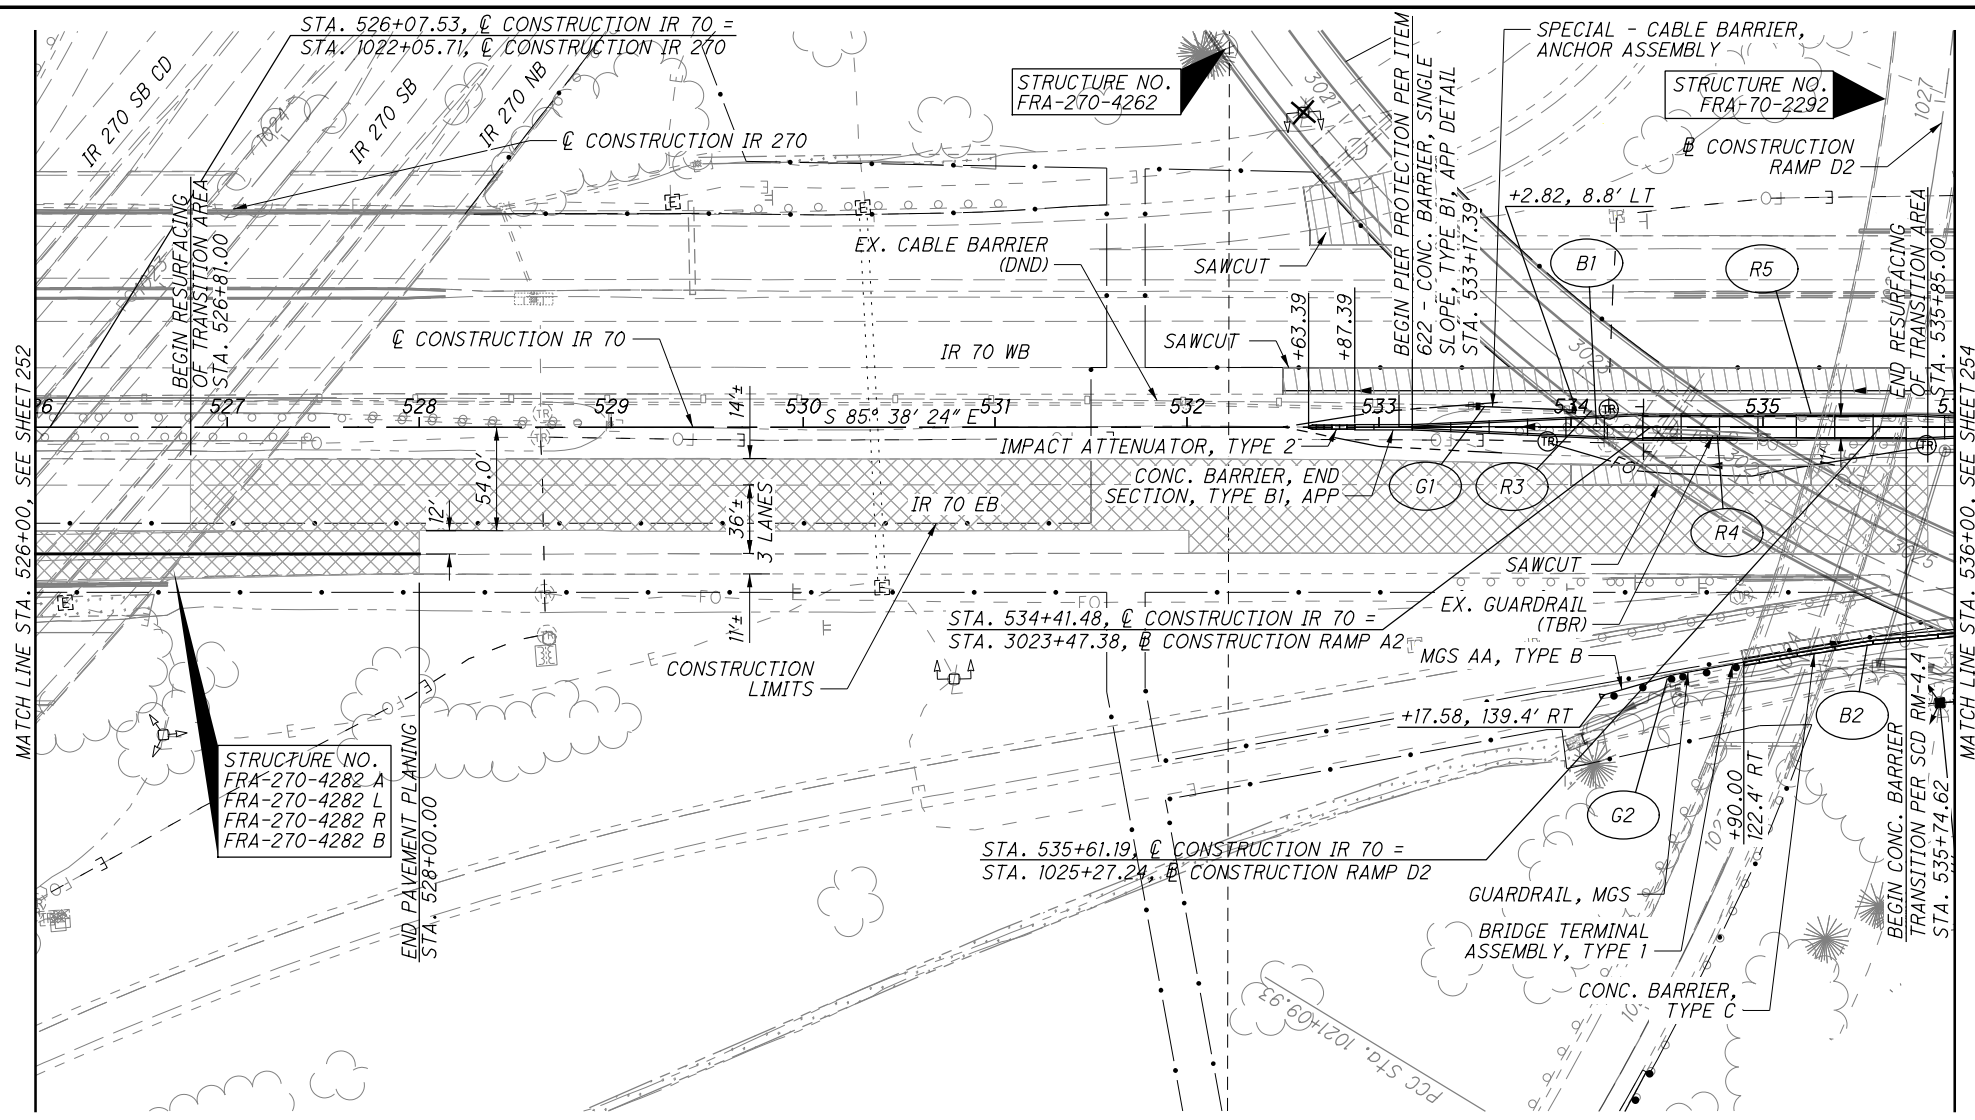 STA. 526+07.53, ℄ CONSTRUCTION IR 70 =
STA. 1022+05.71, ℄ CONSTRUCTION IR 270
IR 270 SB CD
IR 270 SB
IR 270 NB
1024
1023
℄ CONSTRUCTION IR 270
STRUCTURE NO.
FRA-270-4262
3021
SPECIAL - CABLE BARRIER,
ANCHOR ASSEMBLY
STRUCTURE NO.
FRA-70-2292
1027
CONSTRUCTION
RAMP D2
BEGIN PIER PROTECTION PER ITEM
622 - CONC. BARRIER, SINGLE
SLOPE, TYPE B1, APP DETAIL
STA. 533+17.39
+2.82, 8.8' LT
BEGIN RESURFACING
OF TRANSITION AREA
STA. 526+81.00
EX. CABLE BARRIER
(DND)
SAWCUT
B1
R5
END RESURFACING
OF TRANSITION AREA
STA. 535+85.00
+63.39
+87.39
℄ CONSTRUCTION IR 70
IR 70 WB
SAWCUT
3023
MATCH LINE STA. 526+00, SEE SHEET 252
527
528
529
530
531
532
533
534
535
S 85° 38' 24" E
14'±
54.0'
12'
36'±
3 LANES
11'±
IMPACT ATTENUATOR, TYPE 2
CONC. BARRIER, END
SECTION, TYPE B1, APP
IR 70 EB
G1
R3
R4
SAWCUT
MATCH LINE STA. 536+00, SEE SHEET 254
STA. 534+41.48, ℄ CONSTRUCTION IR 70 =
STA. 3023+47.38, CONSTRUCTION RAMP A2
EX. GUARDRAIL
(TBR)
MGS AA, TYPE B
CONSTRUCTION
LIMITS
+17.58, 139.4' RT
B2
STRUCTURE NO.
FRA-270-4282 A
FRA-270-4282 L
FRA-270-4282 R
FRA-270-4282 B
END PAVEMENT PLANING
STA. 528+00.00
G2
+90.00
122.4' RT
BEGIN CONC. BARRIER
TRANSITION PER SCD RM-4.4
STA. 535+74.62
STA. 535+61.19, ℄ CONSTRUCTION IR 70 =
STA. 1025+27.24, CONSTRUCTION RAMP D2
GUARDRAIL, MGS
BRIDGE TERMINAL
ASSEMBLY, TYPE 1
CONC. BARRIER,
TYPE C
PCC Sta. 1021+09.93